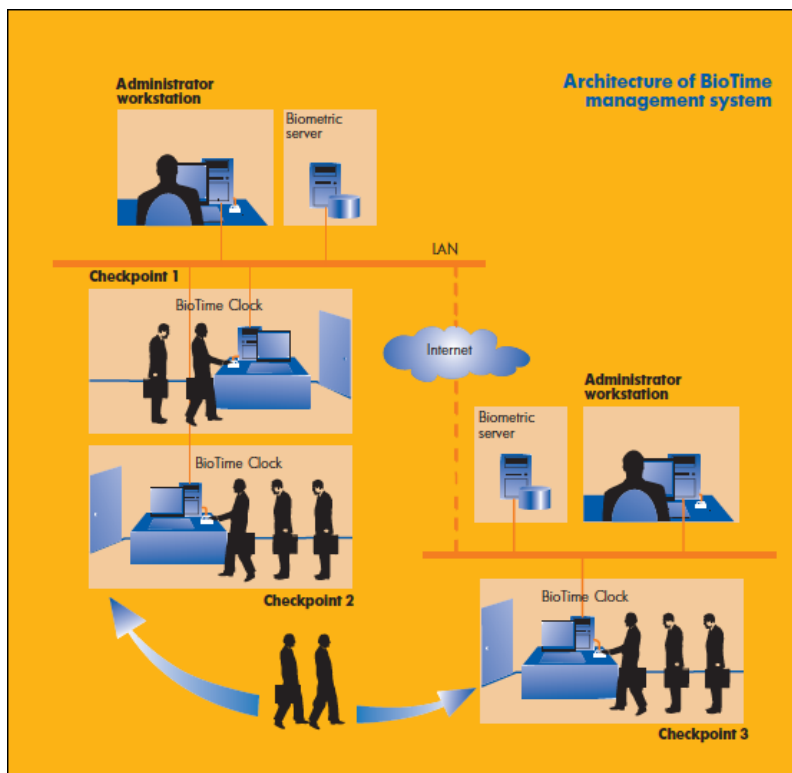 Architecture of BioTime
management system
Administrator
workstation
Biometric
server
LAN
Checkpoint 1
BioTime Clock
Internet
BioTime Clock
Checkpoint 2
Administrator
workstation
Biometric
server
BioTime Clock
Checkpoint 3